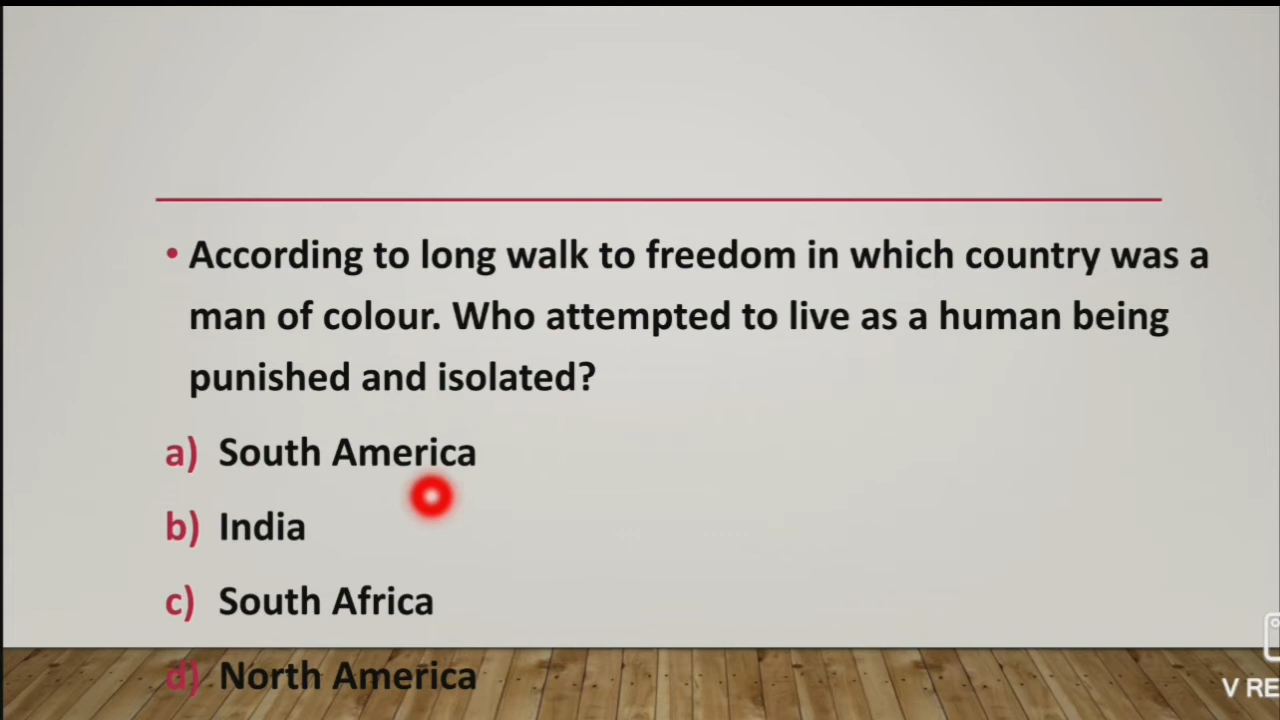 • According to long walk to freedom in which country was a
man of colour. Who attempted to live as a human being
punished and isolated?
a) South America
b) India
c) South Africa
d) North America
V RE